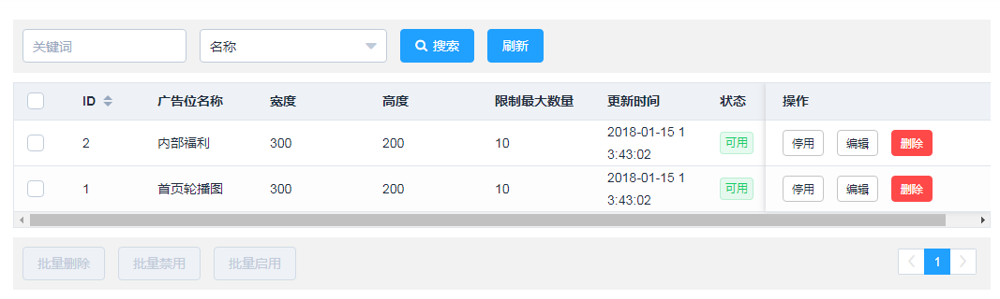 关键词 名称 搜索 刷新
ID 广告位名称 宽度 高度 限制最大数量 更新时间 状态 操作
2 内部福利 300 200 10 2018-01-15 1 可用 停用 编辑 删除
3:43:02
1 首页轮播图 300 200 10 2018-01-15 1 可用 停用 编辑 删除
3:43:02
批量删除 批量禁用 批量启用 1